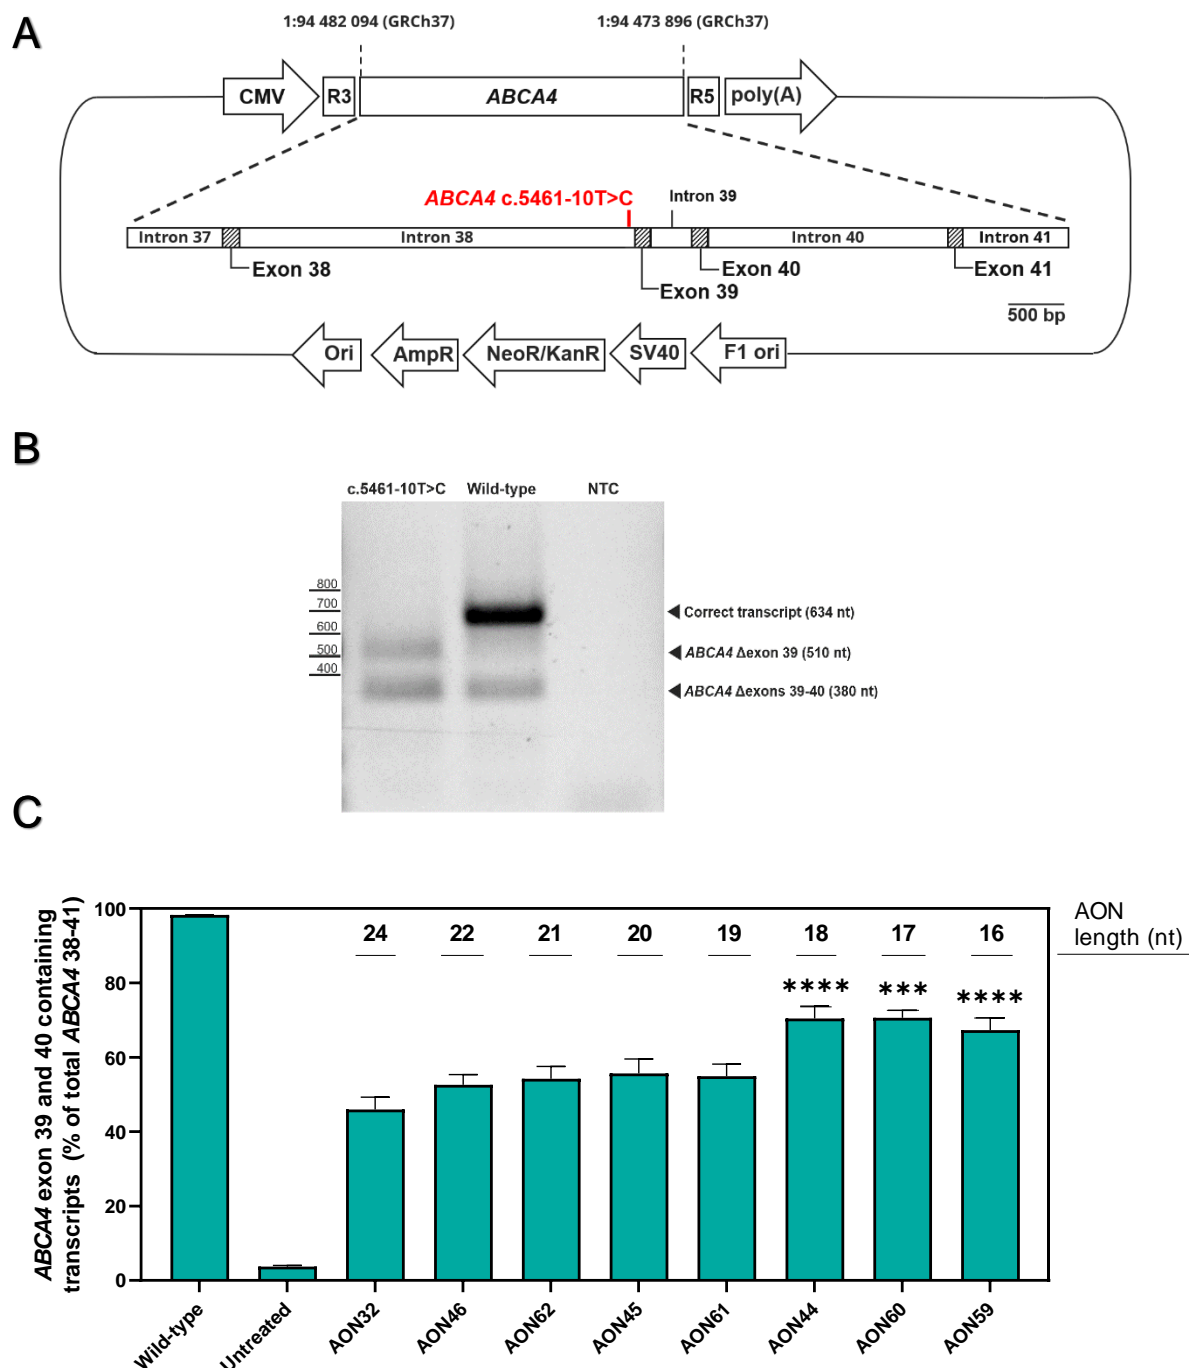 A
1:94 482 094 (GRCh37)
1:94 473 896 (GRCh37)
CMV
R3
ABCA4
R5
poly(A)
ABCA4 c.5461-10T>C
Intron 39
Intron 37
Intron 38
Intron 40
Intron 41
Exon 38
Exon 40
Exon 41
Exon 39
500 bp
Ori
AmpR
NeoR/KanR
SV40
F1 ori
B
c.5461-10T>C
Wild-type
NTC
800
700
600
500
400
Correct transcript (634 nt)
ABCA4 Δexon 39 (510 nt)
ABCA4 Δexons 39-40 (380 nt)
C
ABCA4 exon 39 and 40 containing
transcripts (% of total ABCA4 38-41)
100
80
60
40
20
0
24
22
21
20
19
18
17
16
AON
length (nt)
****
***
****
Wild-type
Untreated
AON32
AON46
AON62
AON45
AON61
AON44
AON60
AON59